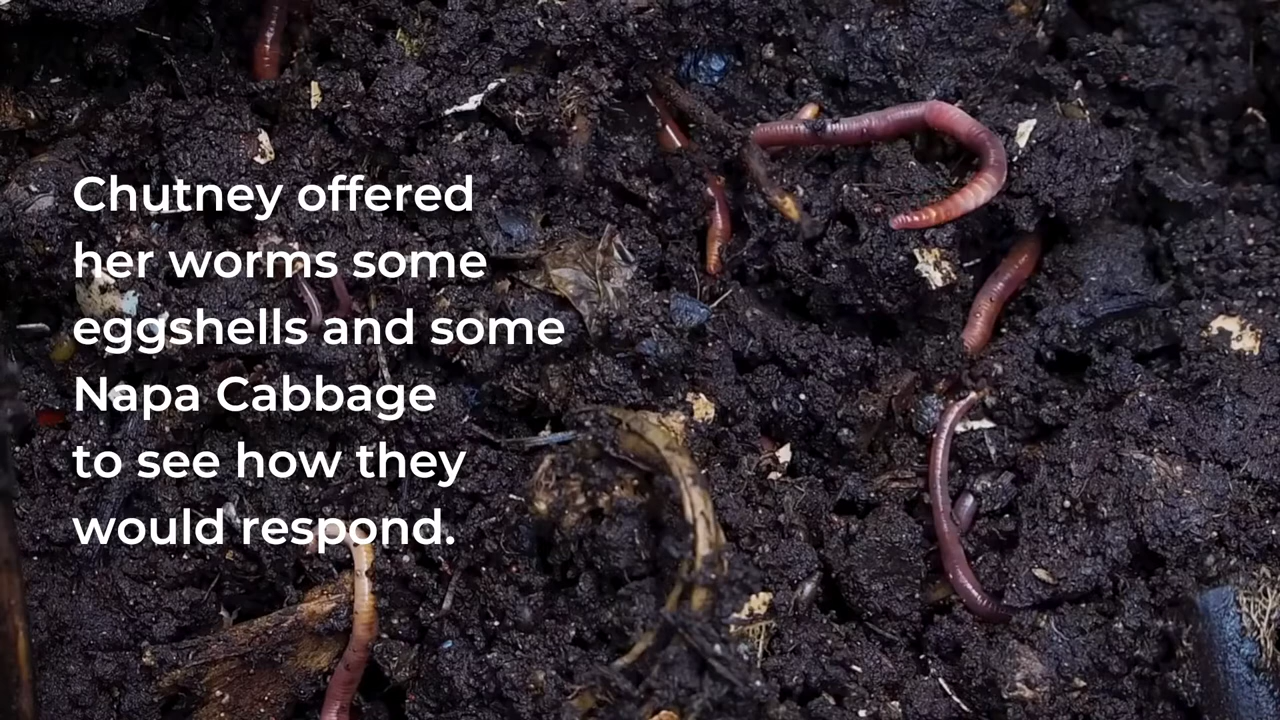 Chutney offered
her worms some
eggshells and some
Napa Cabbage
to see how they
would respond.